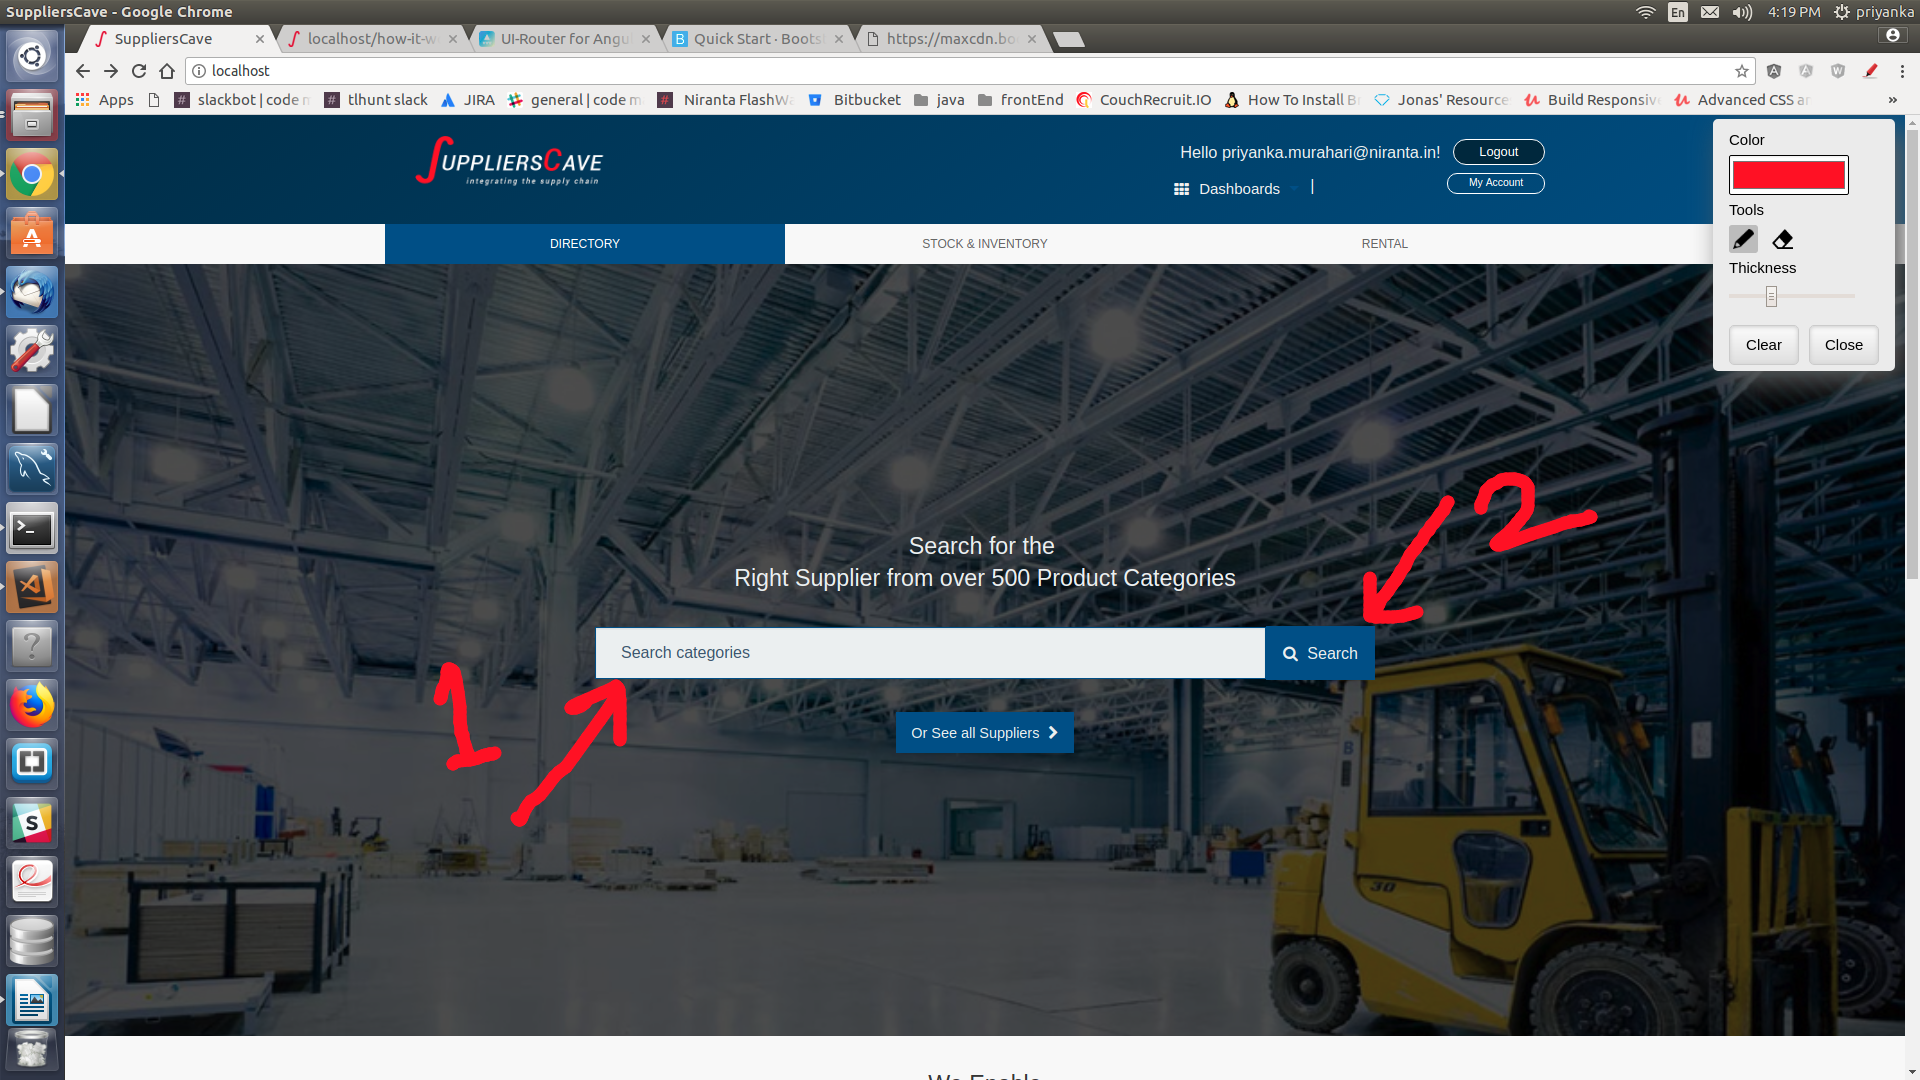 SuppliersCave - Google Chrome
En
4:19 PM
priyanka
SuppliersCave
localhost/how-it-w
UI-Router for Angu
Quick Start · Boots
https://maxcdn.bo
localhost
Apps
slackbot | code m
tlhunt slack
JIRA
general | code m
Niranta FlashWa
Bitbucket
java
frontEnd
CouchRecruit.IO
How To Install B
Jonas' Resource
Build Responsiv
Advanced CSS a
»
SUPPLIERSCAVE
integrating the supply chain
Hello priyanka.murahari@niranta.in!
Logout
Dashboards
|
My Account
Color
Tools
Thickness
Clear
Close
DIRECTORY
STOCK & INVENTORY
RENTAL
2
Search for the
Right Supplier from over 500 Product Categories
Search categories
Search
1
Or See all Suppliers
B
30
We Enable